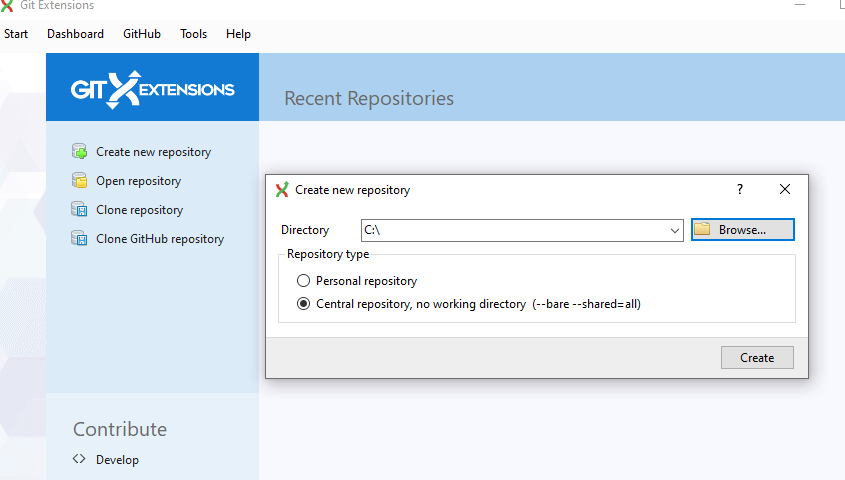 Git Extensions
Start Dashboard GitHub Tools Help
GIT EXTENSIONS
Recent Repositories
Create new repository
Open repository
Clone repository
Clone GitHub repository
Create new repository ?
Directory C:\ Browse...
Repository type
Personal repository
Central repository, no working directory (--bare --shared=all)
Create
Contribute
Develop